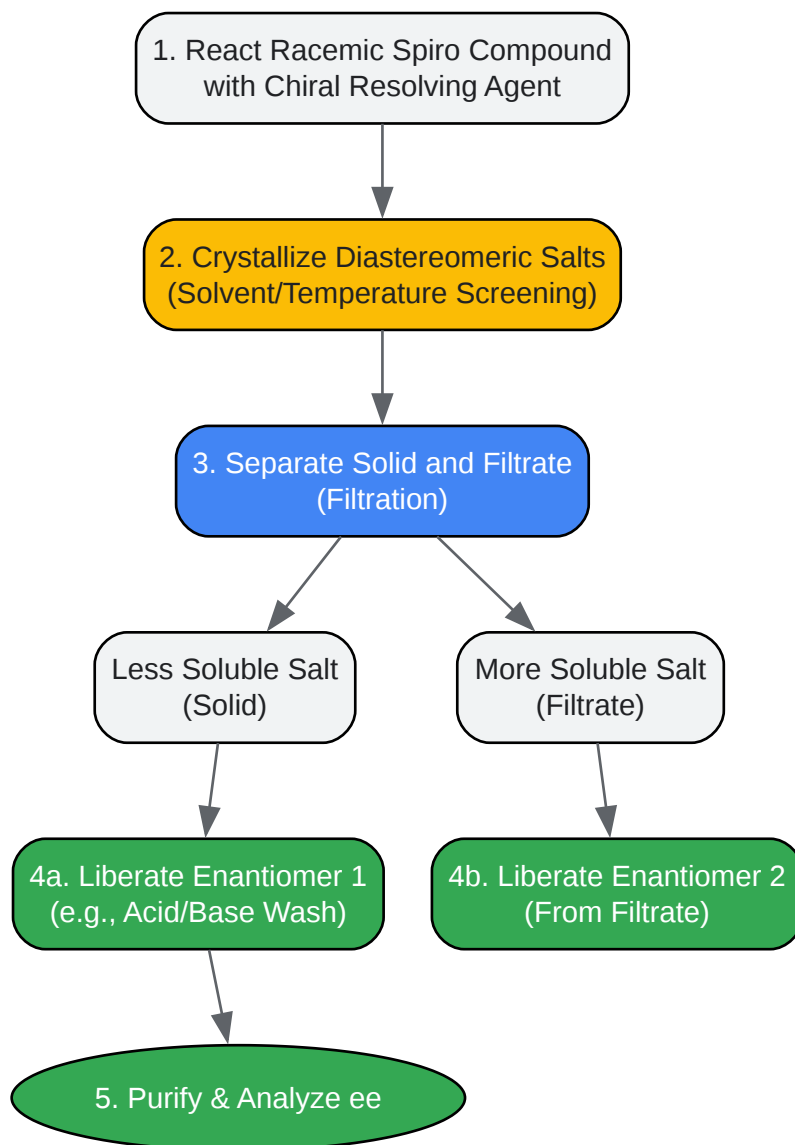 1. React Racemic Spiro Compound
with Chiral Resolving Agent
2. Crystallize Diastereomeric Salts
(Solvent/Temperature Screening)
3. Separate Solid and Filtrate
(Filtration)
Less Soluble Salt
(Solid)
More Soluble Salt
(Filtrate)
4a. Liberate Enantiomer 1
(e.g., Acid/Base Wash)
4b. Liberate Enantiomer 2
(From Filtrate)
5. Purify & Analyze ee